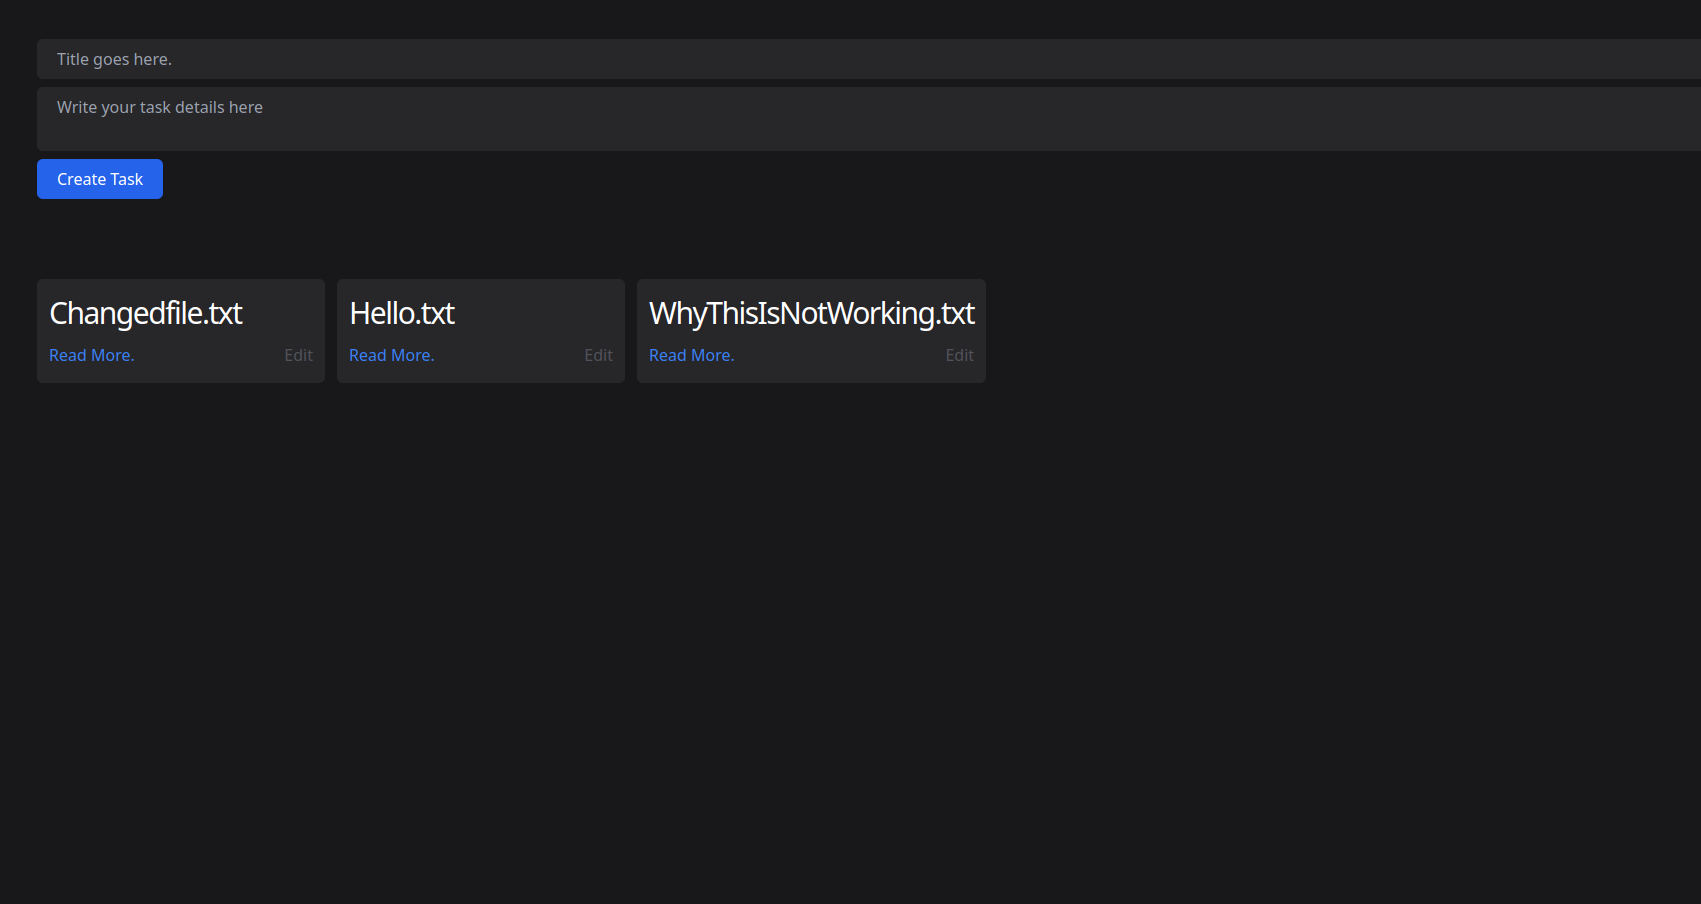 Title goes here.
Write your task details here
Create Task
Changedfile.txt
Read More.
Edit
Hello.txt
Read More.
Edit
WhyThisIsNotWorking.txt
Read More.
Edit